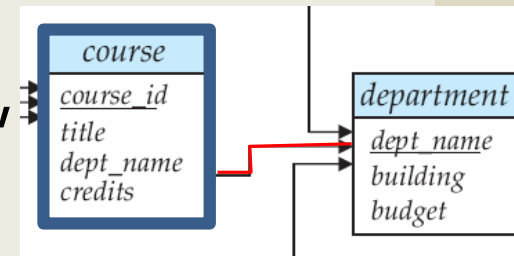 course
course_id
title
dept_name
credits
department
dept_name
building
budget